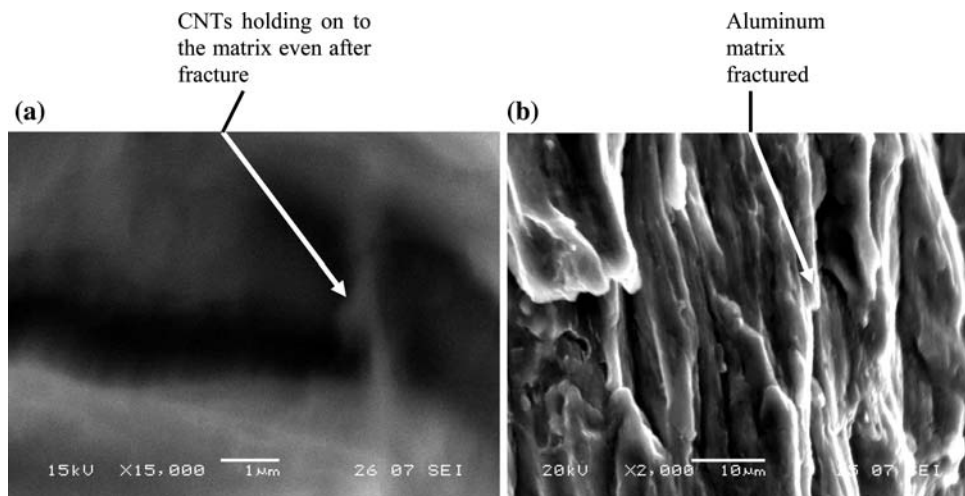 CNTs holding on to
the matrix even after
fracture
Aluminum
matrix
fractured
(a)
(b)
15kV X15,000 1µm 26 07 SEI
20kV X2,000 10µm 07 SEI